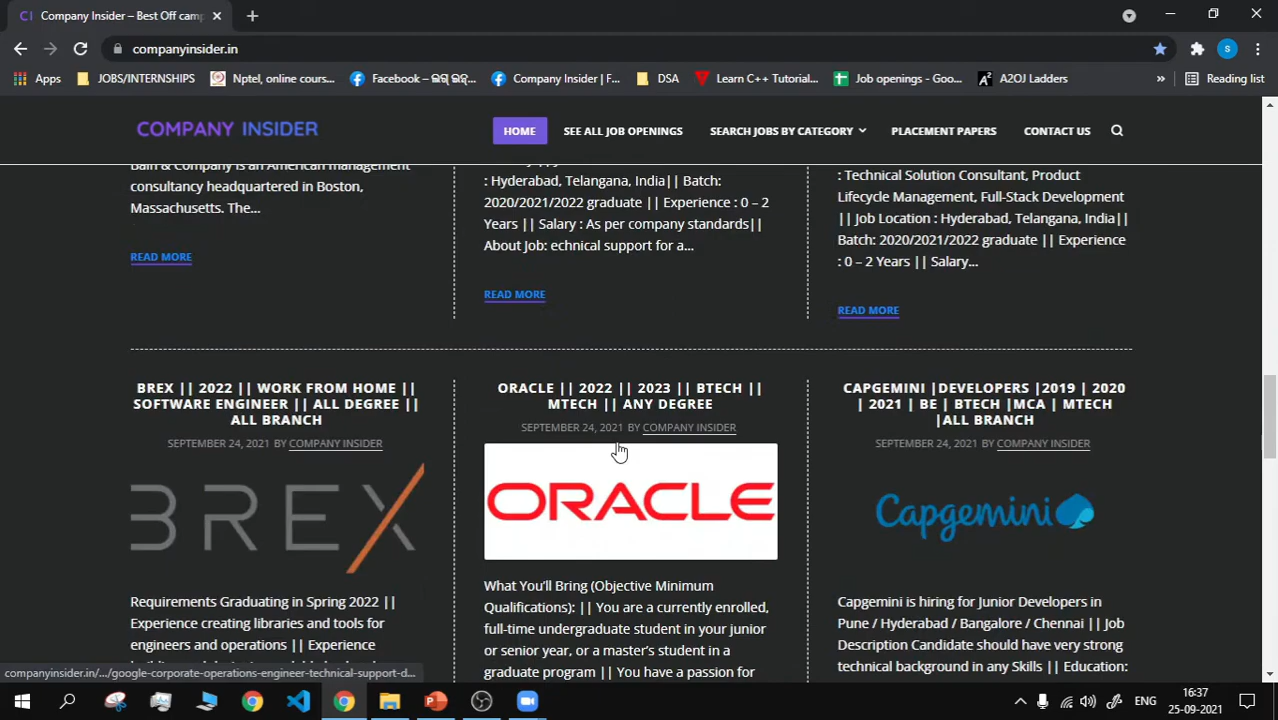 CI Company Insider – Best Off camp
companyinsider.in
S
Apps
JOBS/INTERNSHIPS
Nptel, online cours...
Facebook – ଲଗ୍ ଇନ୍...
Company Insider | F...
DSA
Learn C++ Tutorial...
Job openings - Goo...
A2OJ Ladders
»
Reading list
COMPANY INSIDER
HOME
SEE ALL JOB OPENINGS
SEARCH JOBS BY CATEGORY
PLACEMENT PAPERS
CONTACT US
Bain & Company is an American management
consultancy headquartered in Boston,
Massachusetts. The...
READ MORE
: Hyderabad, Telangana, India|| Batch:
2020/2021/2022 graduate || Experience : 0 – 2
Years || Salary : As per company standards||
About Job: echnical support for a...
READ MORE
: Technical Solution Consultant, Product
Lifecycle Management, Full-Stack Development
|| Job Location : Hyderabad, Telangana, India||
Batch: 2020/2021/2022 graduate || Experience
: 0 – 2 Years || Salary...
READ MORE
BREX || 2022 || WORK FROM HOME ||
SOFTWARE ENGINEER || ALL DEGREE ||
ALL BRANCH
SEPTEMBER 24, 2021 BY COMPANY INSIDER
BREX
Requirements Graduating in Spring 2022 ||
Experience creating libraries and tools for
engineers and operations || Experience
ORACLE || 2022 || 2023 || BTECH ||
MTECH || ANY DEGREE
SEPTEMBER 24, 2021 BY COMPANY INSIDER
ORACLE
What You'll Bring (Objective Minimum
Qualifications): || You are a currently enrolled,
full-time undergraduate student in your junior
or senior year, or a master's student in a
graduate program || You have a passion for
CAPGEMINI |DEVELOPERS |2019 | 2020
| 2021 | BE | BTECH |MCA | MTECH
|ALL BRANCH
SEPTEMBER 24, 2021 BY COMPANY INSIDER
Capgemini
Capgemini is hiring for Junior Developers in
Pune / Hyderabad / Bangalore / Chennai || Job
Description Candidate should have very strong
technical background in any Skills || Education:
companyinsider.in/.../google-corporate-operations-engineer-technical-support-d...
ENG
16:37
25-09-2021